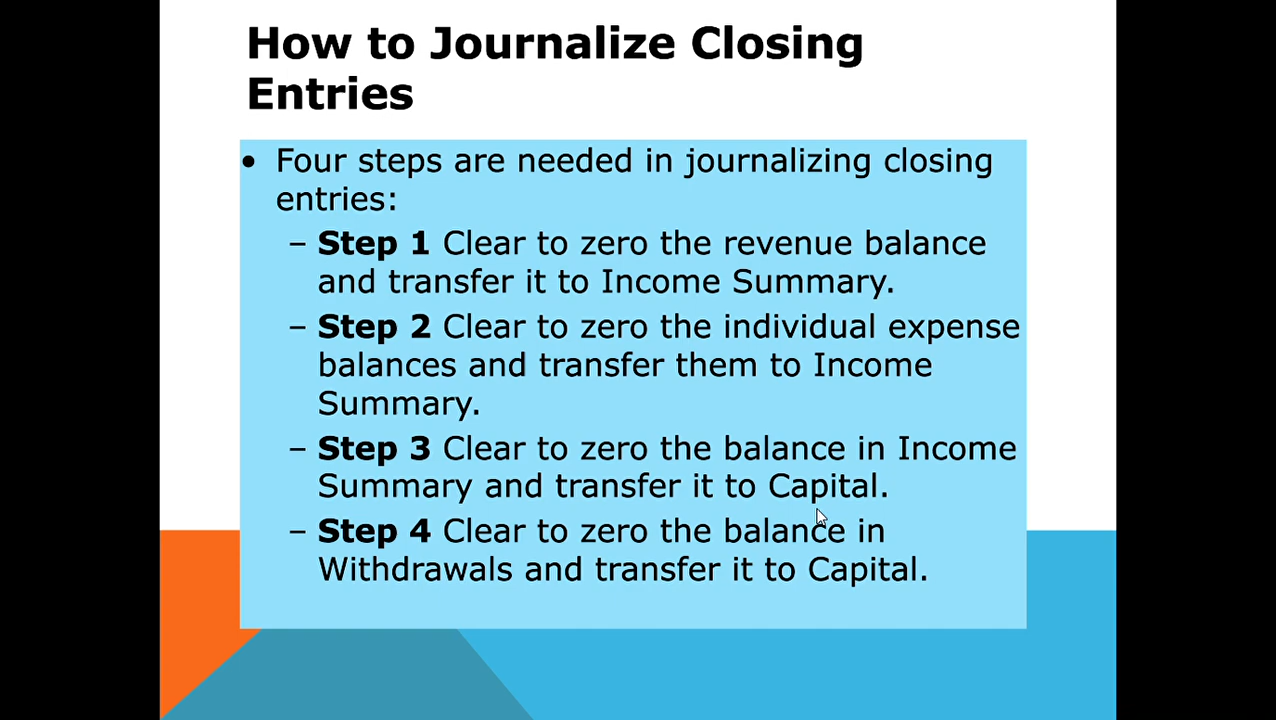 How to Journalize Closing
Entries
• Four steps are needed in journalizing closing
entries:
– Step 1 Clear to zero the revenue balance
and transfer it to Income Summary.
– Step 2 Clear to zero the individual expense
balances and transfer them to Income
Summary.
– Step 3 Clear to zero the balance in Income
Summary and transfer it to Capital.
– Step 4 Clear to zero the balance in
Withdrawals and transfer it to Capital.